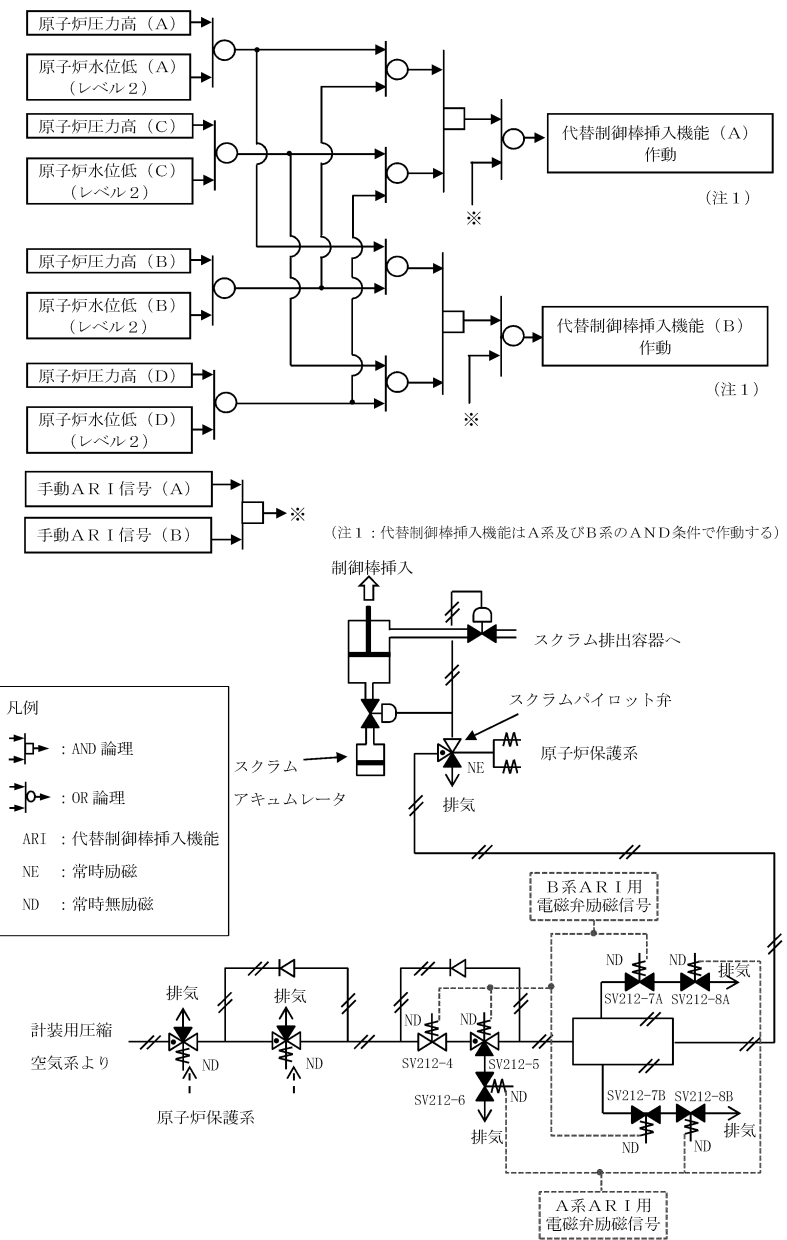 原子炉圧力高(A)
原子炉水位低(A)
(レベル2)
原子炉圧力高(C)
原子炉水位低(C)
(レベル2)
代替制御棒挿入機能(A)
作動
(注1)
※
原子炉圧力高(B)
原子炉水位低(B)
(レベル2)
代替制御棒挿入機能(B)
作動
(注1)
※
原子炉圧力高(D)
原子炉水位低(D)
(レベル2)
手動ARI信号(A)
手動ARI信号(B)
※
(注1:代替制御棒挿入機能はA系及びB系のAND条件で作動する)
制御棒挿入
スクラム排出容器へ
スクラムパイロット弁
原子炉保護系
NE
排気
スクラム
アキュムレータ
凡例
:AND 論理
:OR 論理
ARI :代替制御棒挿入機能
NE :常時励磁
ND :常時無励磁
B系ARI用
電磁弁励磁信号
ND
ND
排気
SV212-7A
SV212-8A
排気
排気
計装用圧縮
空気系より
ND
ND
原子炉保護系
ND
ND
SV212-4
SV212-5
SV212-6
ND
排気
SV212-7B
SV212-8B
排気
ND
ND
A系ARI用
電磁弁励磁信号